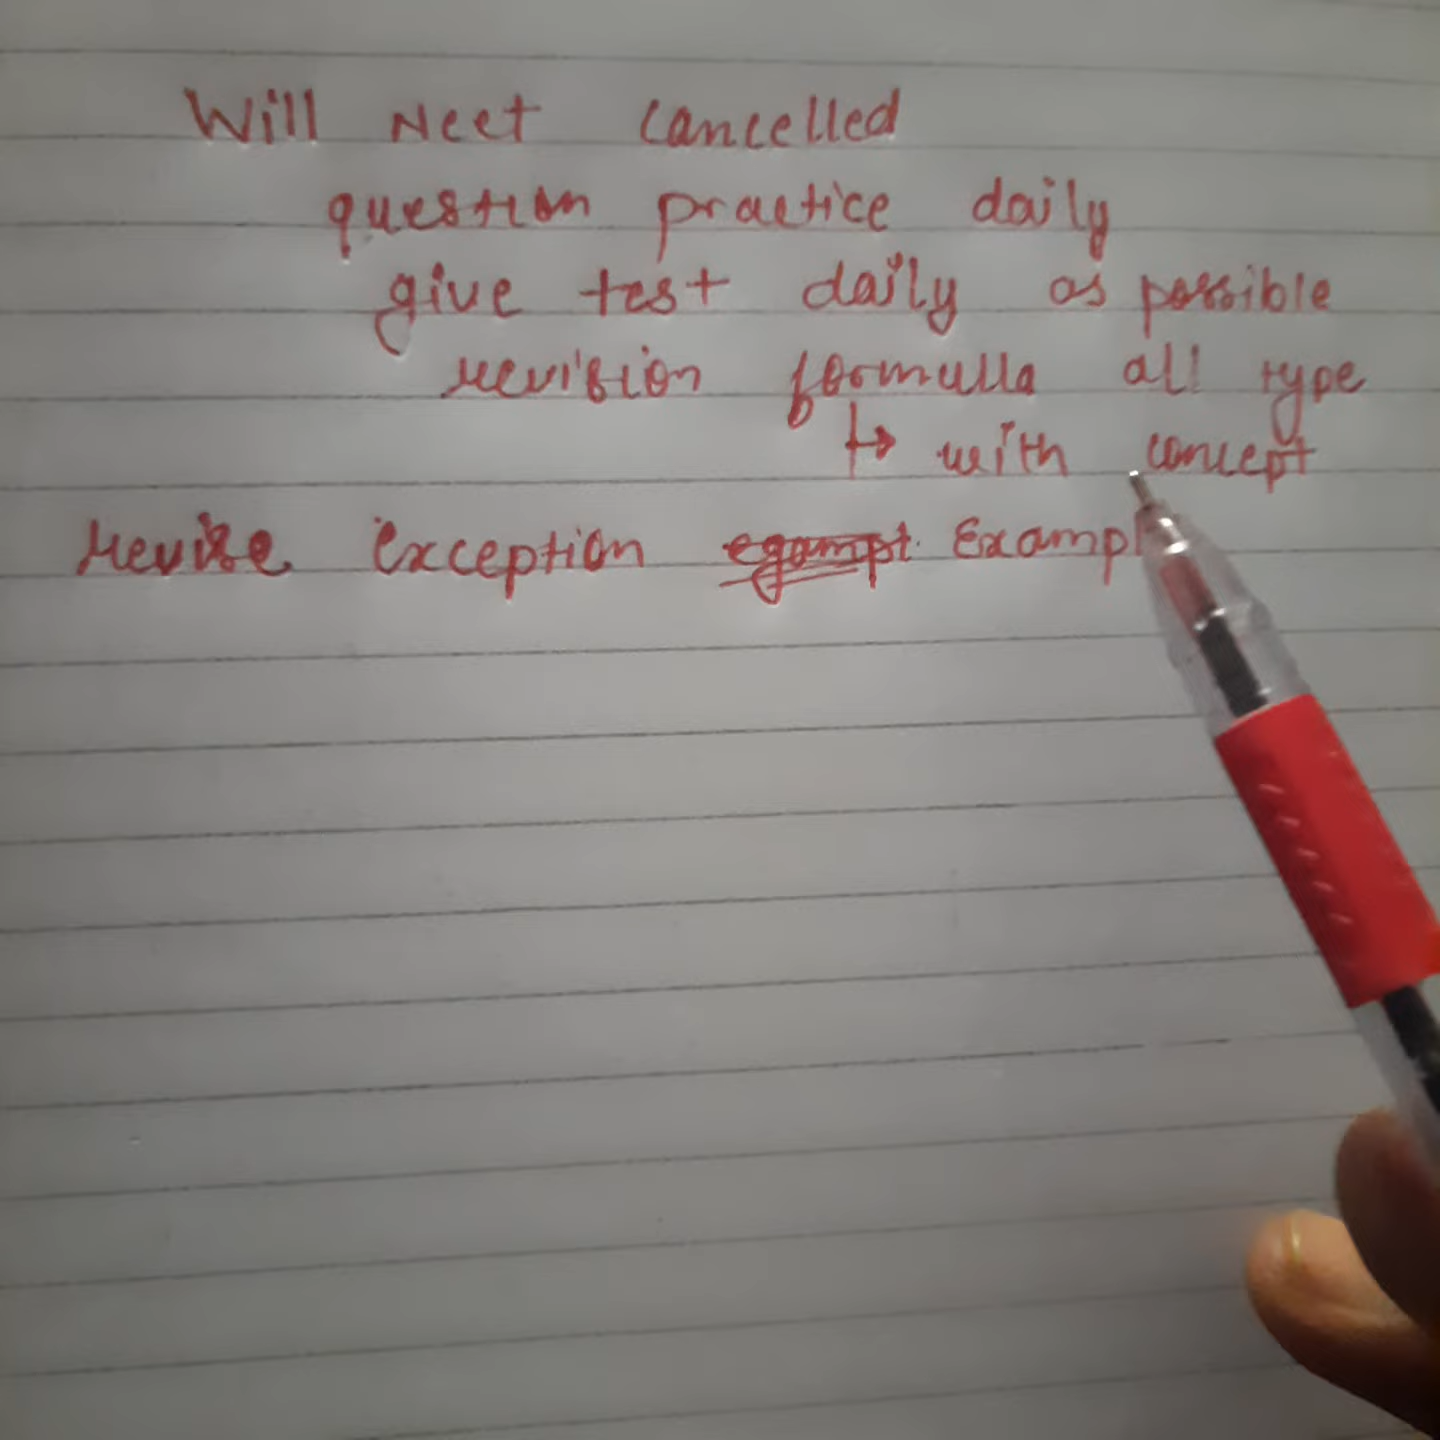 Will Neet cancelled
question practice daily
give test daily as possible
revision formulla all type
↳ with concept
revise Exception Exampl